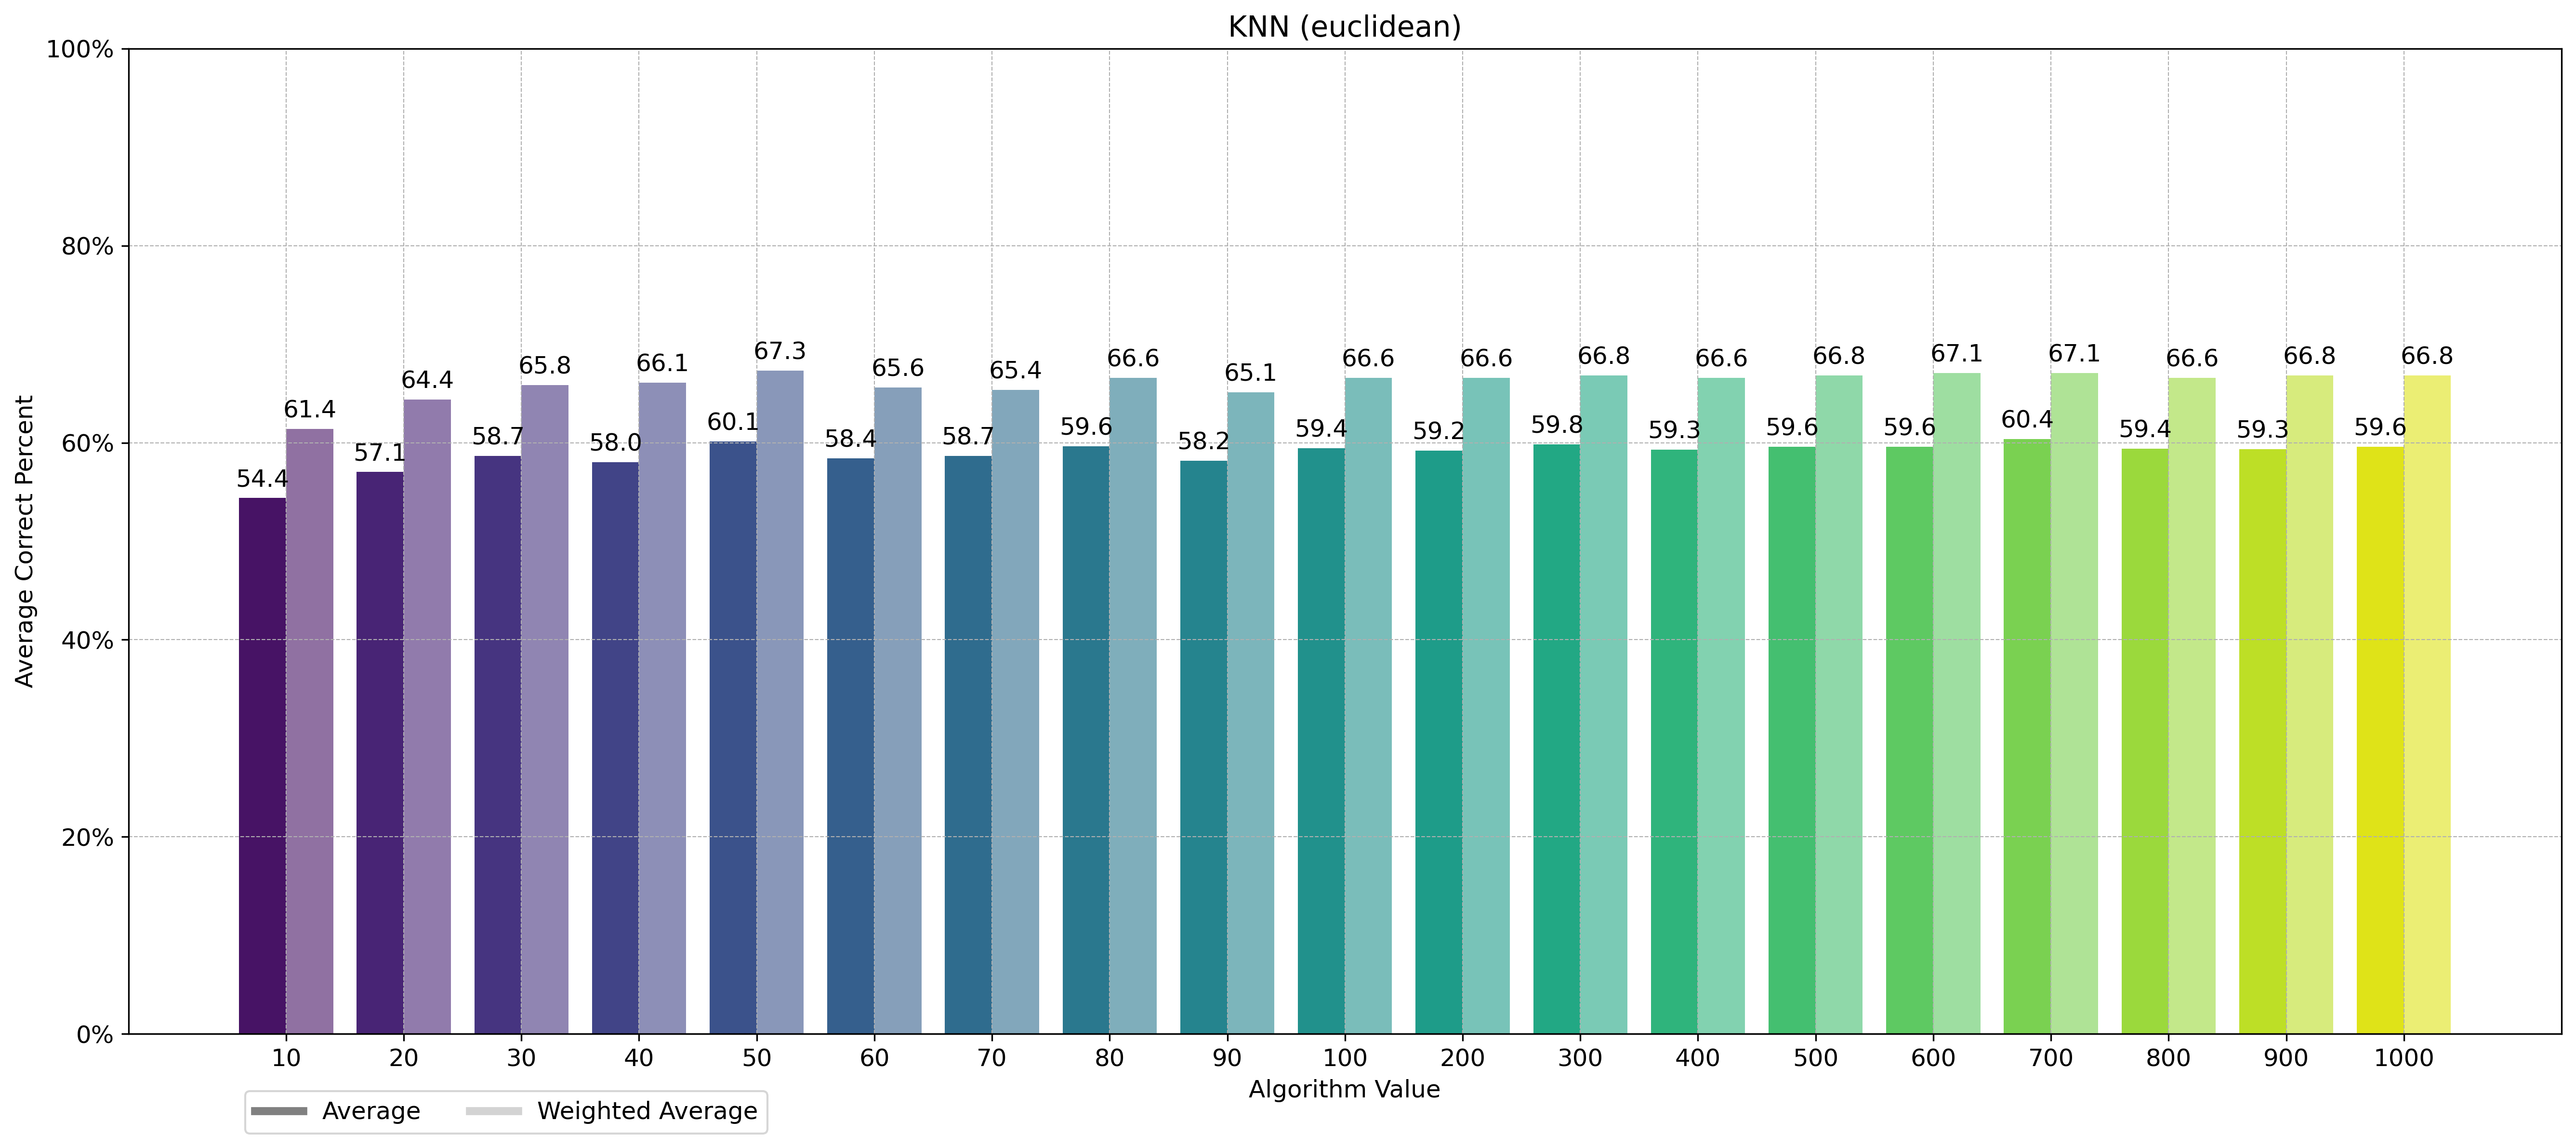 KNN (euclidean)
100%
80%
60%
40%
20%
0%
Average Correct Percent
54.4 61.4 57.1 64.4 58.7 65.8 58.0 66.1 60.1 67.3 58.4 65.6 58.7 65.4 59.6 66.6 58.2 65.1 59.4 66.6 59.2 66.6 59.8 66.8 59.3 66.6 59.6 66.8 59.6 67.1 60.4 67.1 59.4 66.6 59.3 66.8 59.6 66.8
10 20 30 40 50 60 70 80 90 100 200 300 400 500 600 700 800 900 1000
Algorithm Value
Average Weighted Average